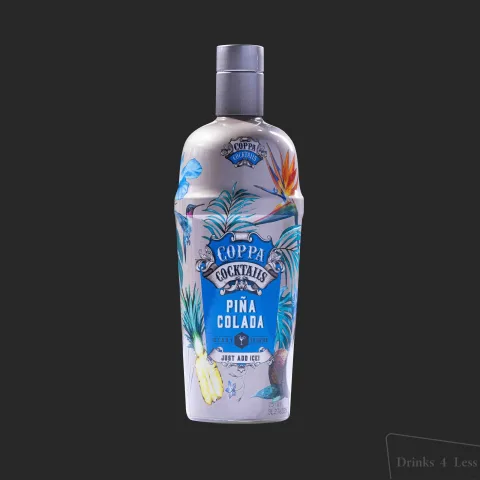 COPPA
COCKTAILS
COPPA
COCKTAILS
PIÑA
COLADA
JUST ADD ICE!
Drinks 4 Less